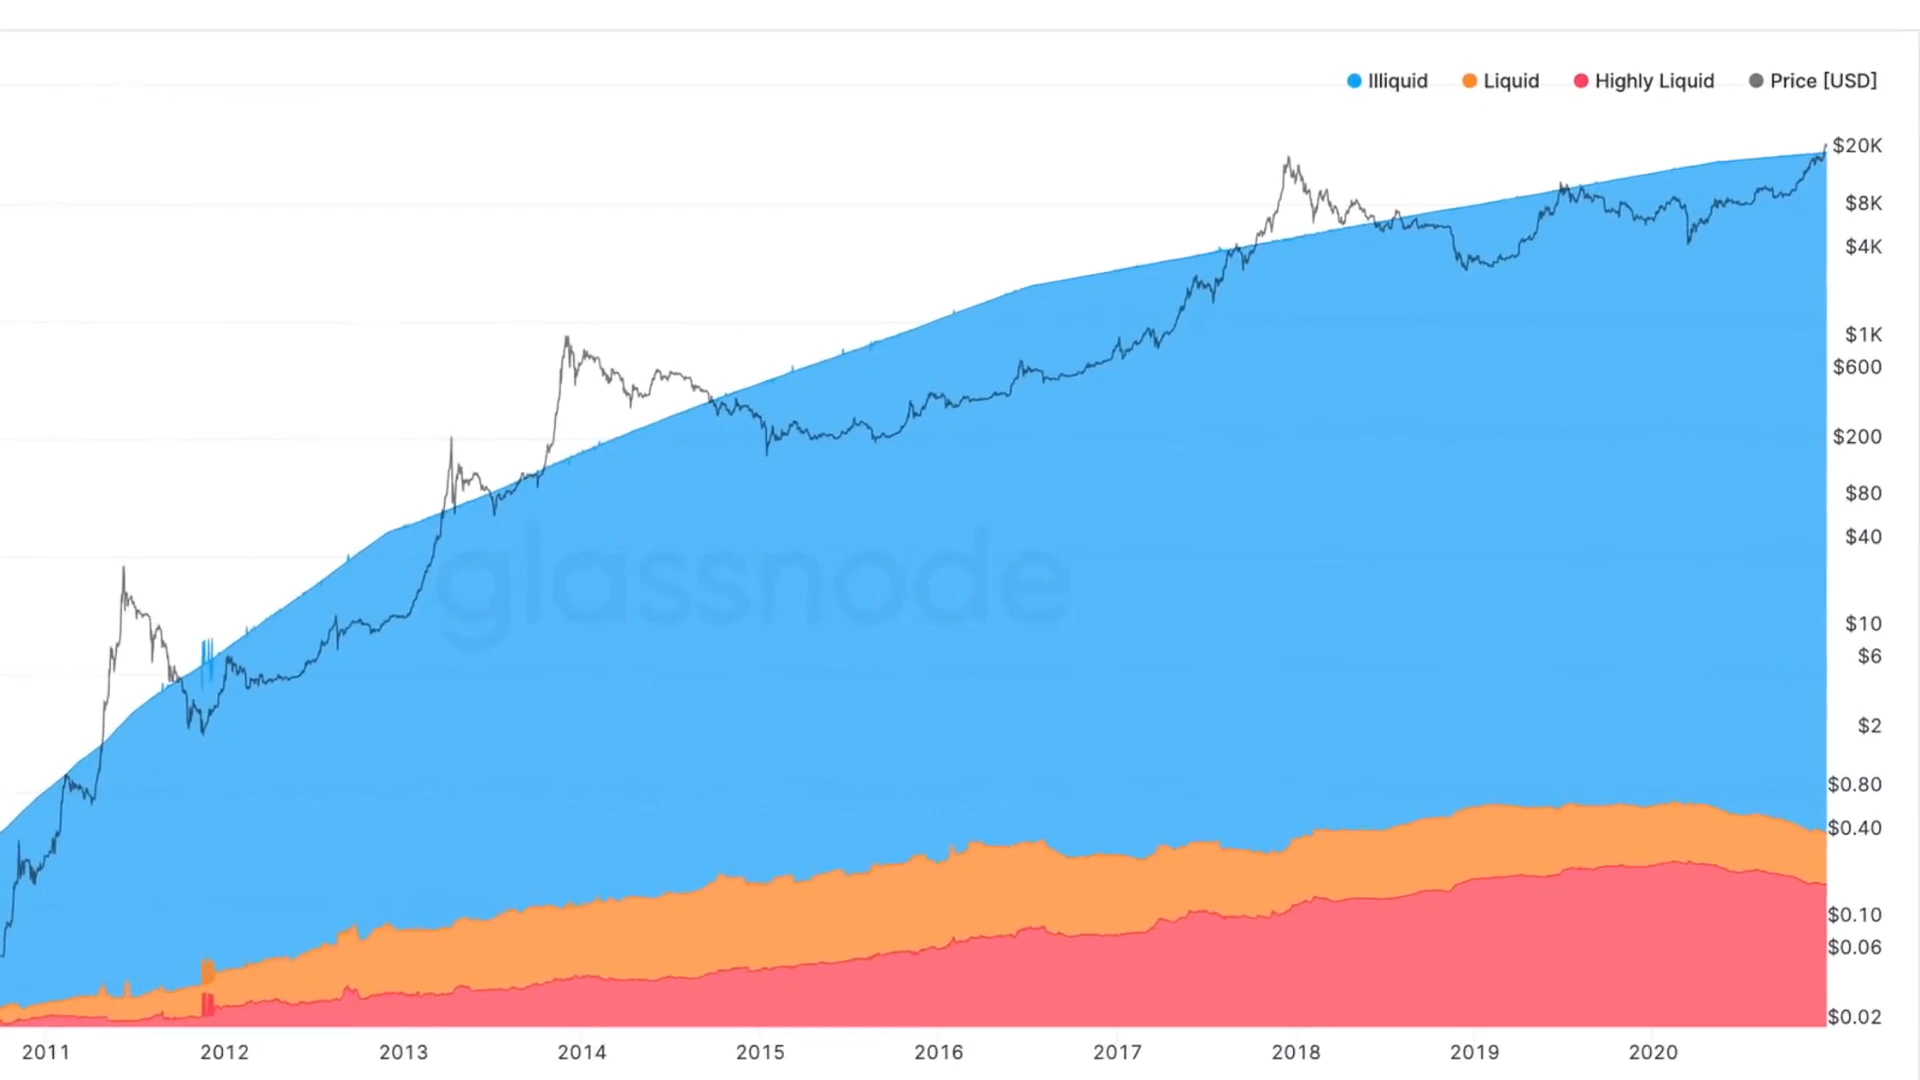 Illiquid Liquid Highly Liquid Price [USD]
$20K
$8K
$4K
$1K
$600
$200
$80
$40
glassnode
$10
$6
$2
$0.80
$0.40
$0.10
$0.06
$0.02
2011 2012 2013 2014 2015 2016 2017 2018 2019 2020